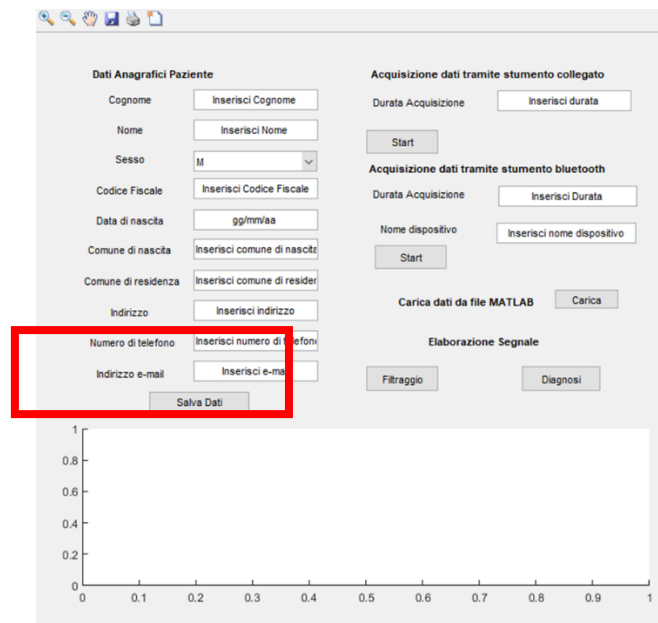 Dati Anagrafici Paziente
Cognome Inserisci Cognome
Nome Inserisci Nome
Sesso M
Codice Fiscale Inserisci Codice Fiscale
Data di nascita gg/mm/aa
Comune di nascita Inserisci comune di nascita
Comune di residenza Inserisci comune di resider
Indirizzo Inserisci indirizzo
Numero di telefono Inserisci numero di
Indirizzo e-mail Inserisci
Salva Dati
Acquisizione dati tramite stumento collegato
Durata Acquisizione Inserisci durata
Start
Acquisizione dati tramite stumento bluetooth
Durata Acquisizione Inserisci Durata
Nome dispositivo Inserisci nome dispositivo
Start
Carica dati da file MATLAB Carica
Elaborazione Segnale
Filtraggio Diagnosi
1
0.8
0.6
0.4
0.2
0
0 0.1 0.2 0.3 0.4 0.5 0.6 0.7 0.8 0.9 1